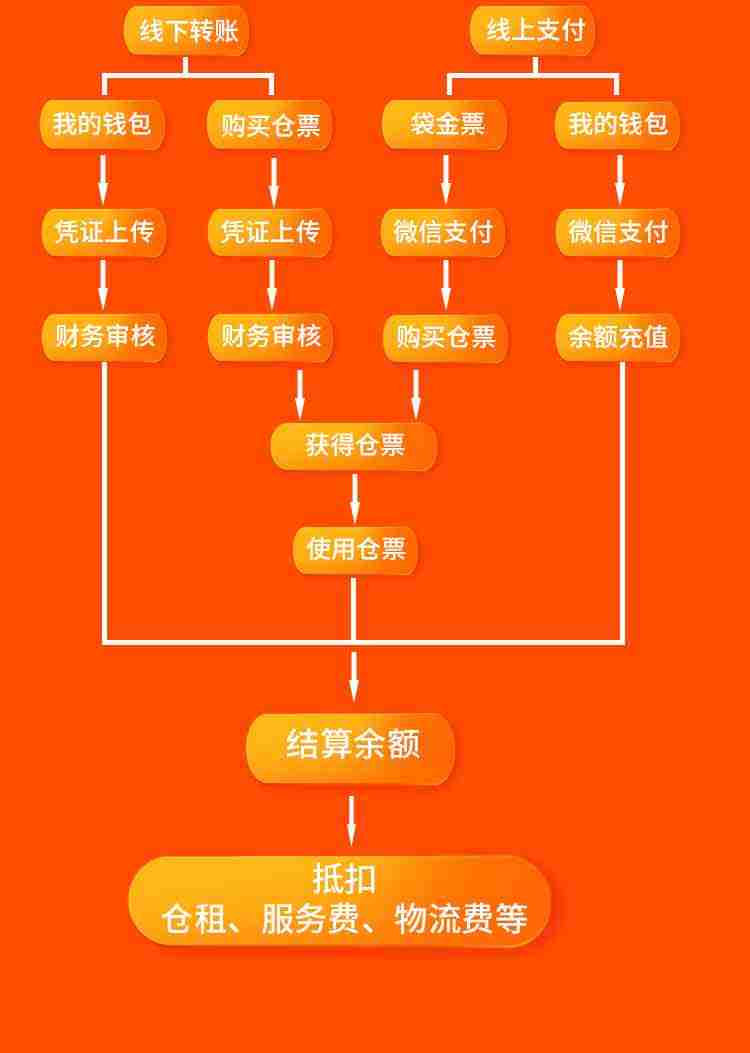 线下转账
线上支付
我的钱包
购买仓票
袋金票
我的钱包
凭证上传
凭证上传
微信支付
微信支付
财务审核
财务审核
购买仓票
余额充值
获得仓票
使用仓票
结算余额
抵扣
仓租、服务费、物流费等